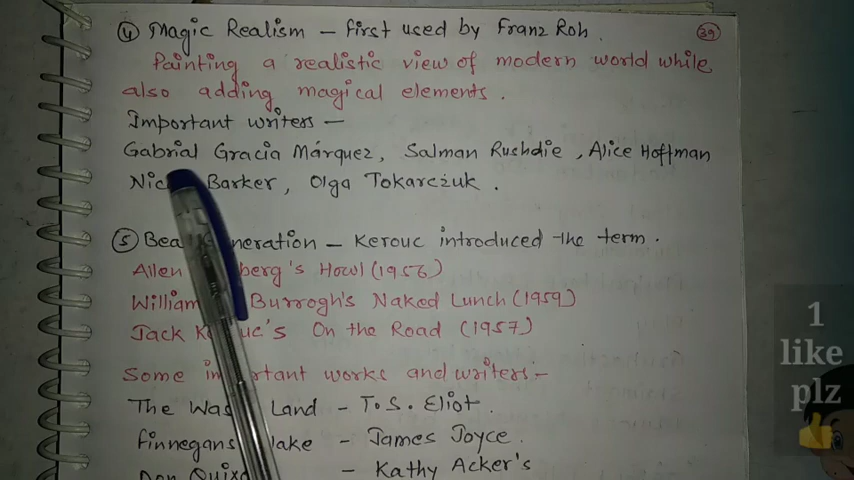 ④ Magic Realism – First used by Franz Roh. 39
Painting a realistic view of modern world while
also adding magical elements.
Important writers –
Gabrial Gracia Márquez, Salman Rushdie, Alice Hoffman
Barker, Olga Tokarczuk.
⑤ – Kerouc introduced the term.
Allen Howl (1956)
William Burrogh's Naked Lunch (1959)
Jack On the Road (1957)
Some works and writers –
The Land – T.S. Eliot.
Finnegans – James Joyce.
Don – Kathy Acker's
1
like
plz